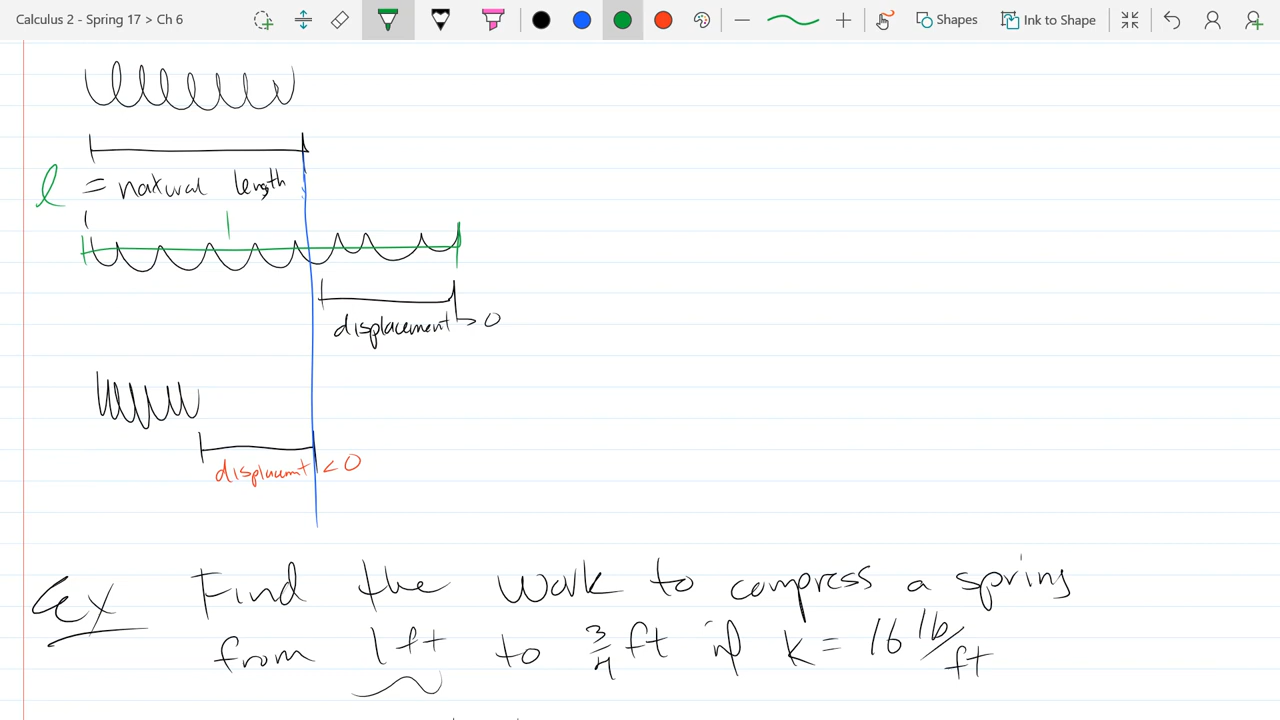 Calculus 2 - Spring 17 > Ch 6
Shapes
Ink to Shape
l = natural length
displacement > 0
displacemt < 0
Ex Find the work to compress a spring
from 1 ft to 3/4 ft if k = 16 lb/ft